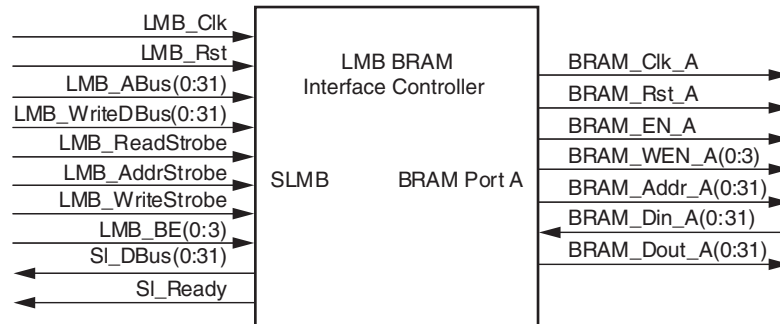 LMB_Clk
LMB_Rst
LMB_ABus(0:31)
LMB_WriteDBus(0:31)
LMB_ReadStrobe
LMB_AddrStrobe
LMB_WriteStrobe
LMB_BE(0:3)
Sl_DBus(0:31)
Sl_Ready
LMB BRAM
Interface Controller
SLMB
BRAM Port A
BRAM_Clk_A
BRAM_Rst_A
BRAM_EN_A
BRAM_WEN_A(0:3)
BRAM_Addr_A(0:31)
BRAM_Din_A(0:31)
BRAM_Dout_A(0:31)